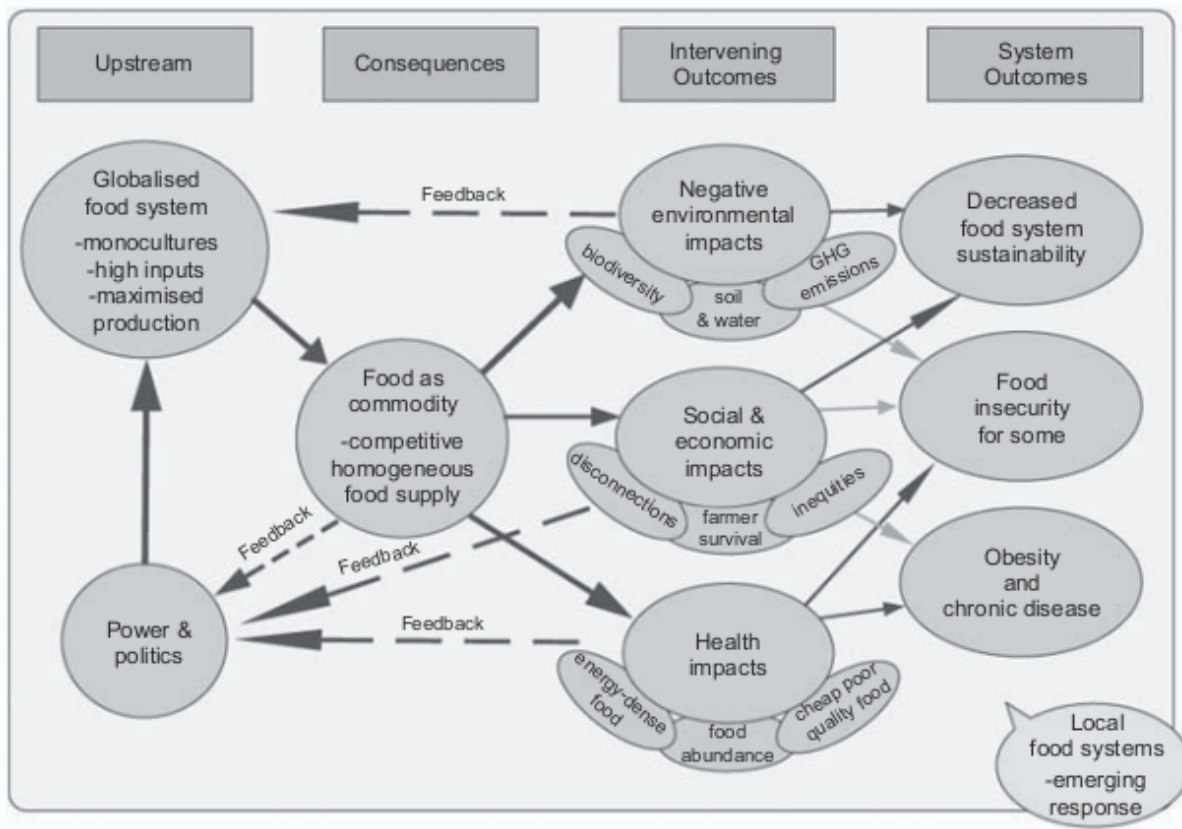 Upstream
Consequences
Intervening
Outcomes
System
Outcomes
Globalised
food system
-monocultures
-high inputs
-maximised
production
Feedback
Negative
environmental
impacts
biodiversity
soil
& water
GHG
emissions
Decreased
food system
sustainability
Food as
commodity
-competitive
homogeneous
food supply
Social &
economic
impacts
disconnections
farmer
survival
inequities
Food
insecurity
for some
Feedback
Feedback
Feedback
Power &
politics
Health
impacts
energy-dense
food
food
abundance
cheap poor
quality food
Obesity
and
chronic disease
Local
food systems
-emerging
response